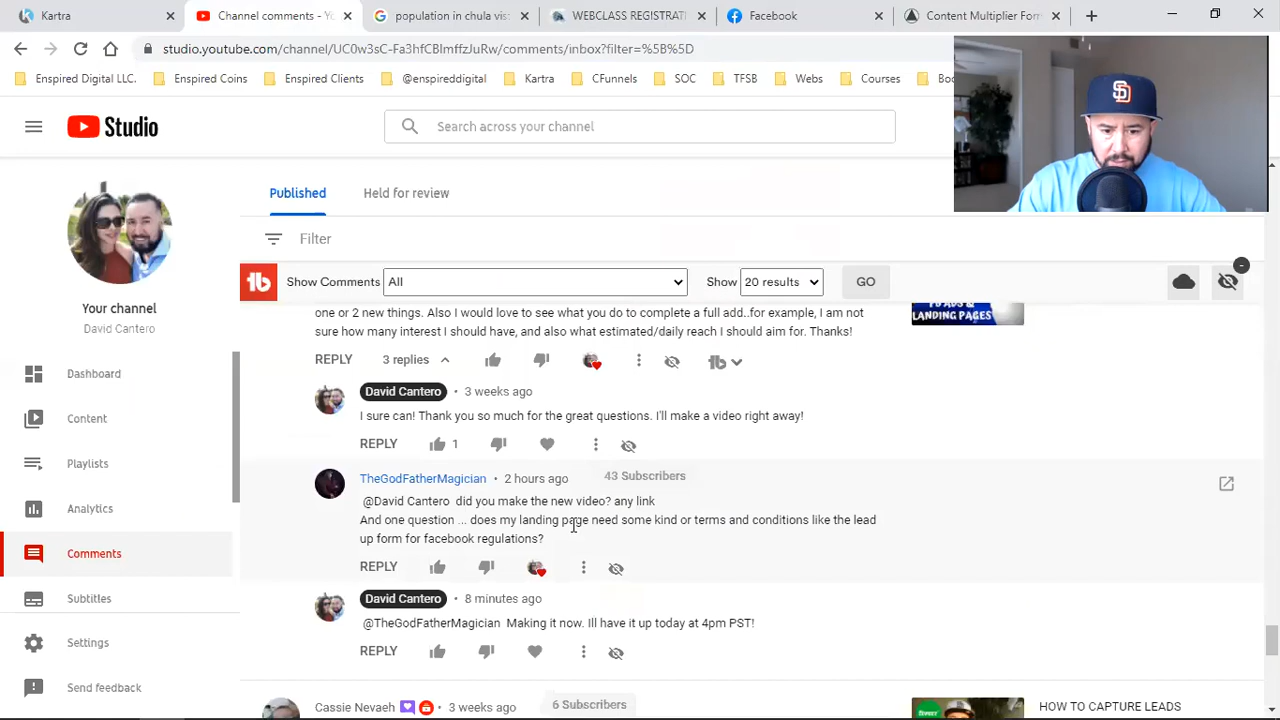 Kartra - Yo
Channel comments - Yo
population in chula vis
WEBCLASS REGISTRATI
Facebook
Content Multiplier Form
studio.youtube.com/channel/UC0w3sC-Fa3hfCBlmffzJuRw/comments/inbox?filter=%5B%5D
Enspired Digital LLC.
Enspired Coins
Enspired Clients
@enspireddigital
Kartra
CFunnels
SOC
TFSB
Webs
Courses
Studio
Search across your channel
SD
Your channel
David Cantero
Dashboard
Content
Playlists
Analytics
Comments
Subtitles
Settings
Send feedback
Published
Held for review
Filter
tb
Show Comments
All
Show
20 results
GO
one or 2 new things. Also I would love to see what you do to complete a full add..for example, I am not
sure how many interest I should have, and also what estimated/daily reach I should aim for. Thanks!
LANDING PAGES
REPLY
3 replies
tb
David Cantero • 3 weeks ago
I sure can! Thank you so much for the great questions. I'll make a video right away!
REPLY
1
TheGodFatherMagician • 2 hours ago
43 Subscribers
@David Cantero did you make the new video? any link
And one question ... does my landing page need some kind or terms and conditions like the lead
up form for facebook regulations?
REPLY
David Cantero • 8 minutes ago
@TheGodFatherMagician Making it now. Ill have it up today at 4pm PST!
REPLY
Cassie Nevaeh
• 3 weeks ago
6 Subscribers
fiverr
HOW TO CAPTURE LEADS